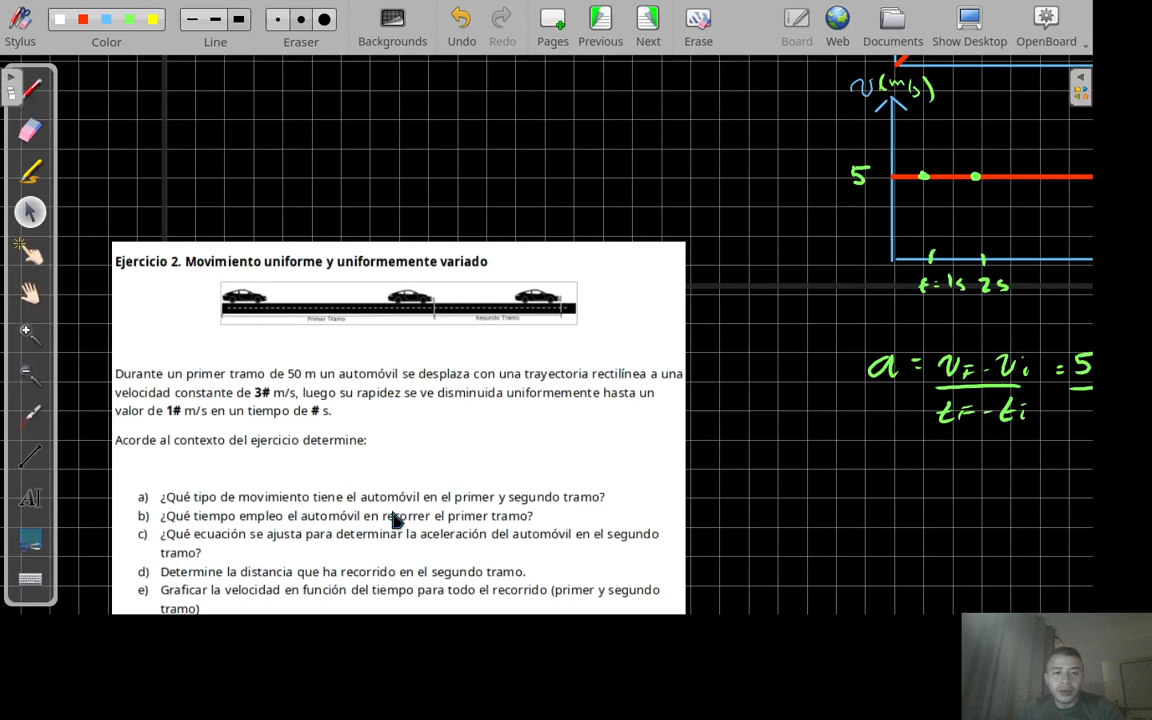 Stylus
Color
Line
Eraser
Backgrounds
Undo
Redo
Pages
Previous
Next
Erase
Board
Web
Documents
Show Desktop
OpenBoard
v (m/s)
5
t=1s 2s
a = vF - vi = 5
tF - ti
Ejercicio 2. Movimiento uniforme y uniformemente variado
Primer Tramo
Segundo Tramo
Durante un primer tramo de 50 m un automóvil se desplaza con una trayectoria rectilínea a una
velocidad constante de 3# m/s, luego su rapidez se ve disminuida uniformemente hasta un
valor de 1# m/s en un tiempo de # s.
Acorde al contexto del ejercicio determine:
a) ¿Qué tipo de movimiento tiene el automóvil en el primer y segundo tramo?
b) ¿Qué tiempo empleo el automóvil en recorrer el primer tramo?
c) ¿Qué ecuación se ajusta para determinar la aceleración del automóvil en el segundo
tramo?
d) Determine la distancia que ha recorrido en el segundo tramo.
e) Graficar la velocidad en función del tiempo para todo el recorrido (primer y segundo
tramo)
AI